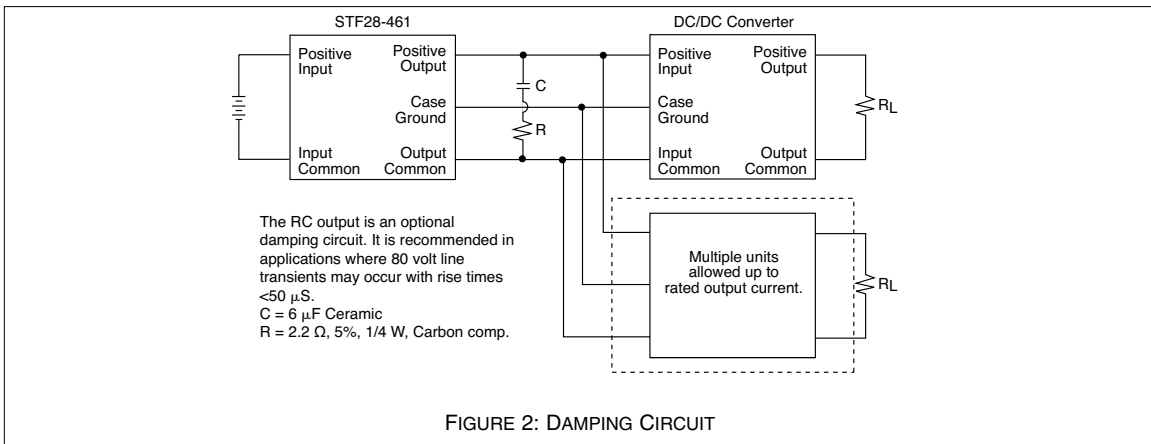 STF28-461
DC/DC Converter
Positive Input
Positive Output
Case Ground
Input Common
Output Common
C
R
Positive Input
Positive Output
Case Ground
Input Common
Output Common
RL
The RC output is an optional
damping circuit. It is recommended in
applications where 80 volt line
transients may occur with rise times
<50 μS.
C = 6 μF Ceramic
R = 2.2 Ω, 5%, 1/4 W, Carbon comp.
Multiple units
allowed up to
rated output current.
RL
FIGURE 2: DAMPING CIRCUIT